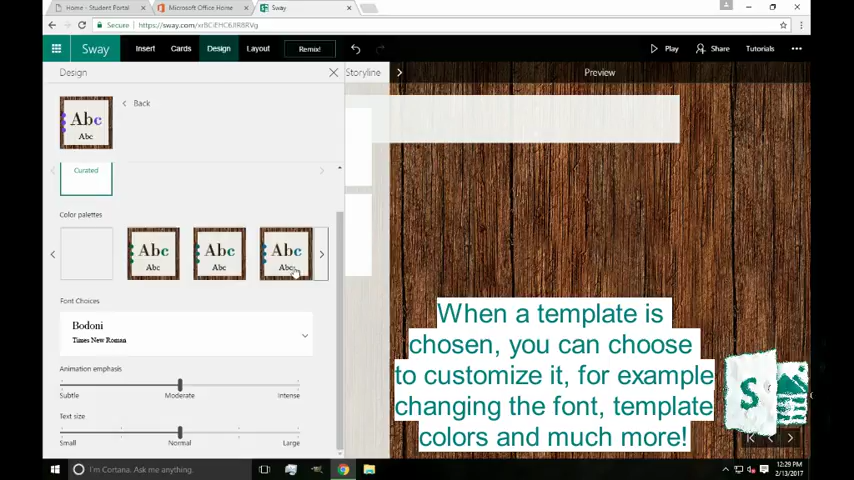 Home - Student Portal
Microsoft Office Home
Sway
Secure
Sway
Insert
Cards
Design
Layout
Remix!
Play
Share
Tutorials
Design
Storyline
Preview
Abc
Abc
Back
Curated
Color palettes
Abc
Abc
Abc
Abc
Abc
Abc
Font Choices
Bodoni
Times New Roman
Animation emphasis
Subtle
Moderate
Intense
Text size
Small
Normal
Large
When a template is
chosen, you can choose
to customize it, for example
changing the font, template
colors and much more!
S
I'm Cortana. Ask me anything.
12:29 PM
2/13/2017